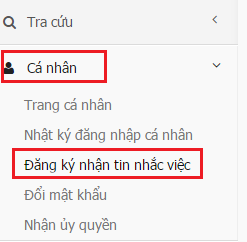 Tra cứu
Cá nhân
Trang cá nhân
Nhật ký đăng nhập cá nhân
Đăng ký nhận tin nhắc việc
Đổi mật khẩu
Nhận ủy quyền